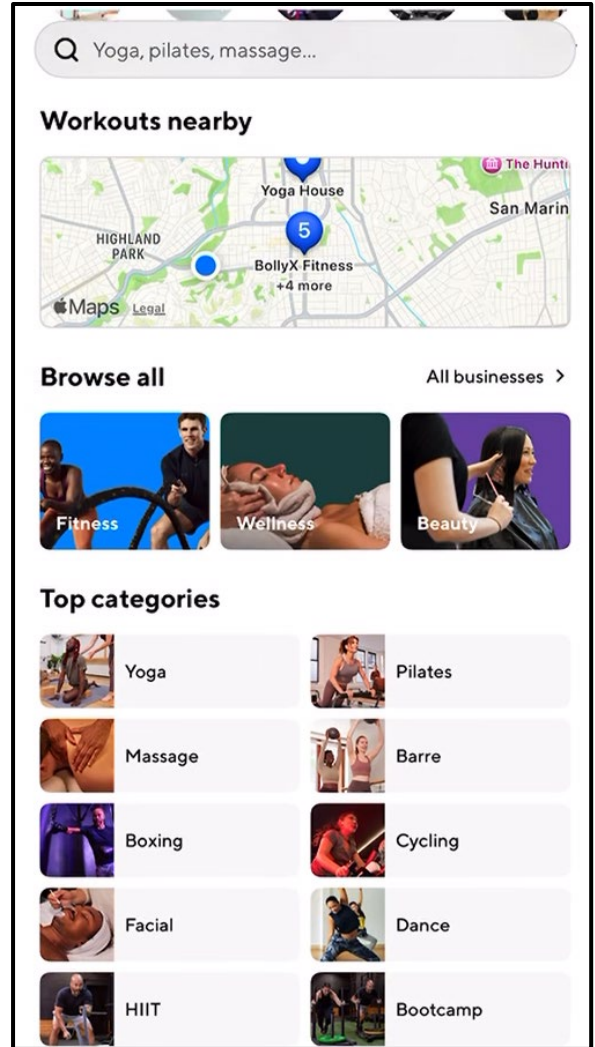 Yoga, pilates, massage...
Workouts nearby
The Hunti
Yoga House
San Marin
5
HIGHLAND
PARK
BollyX Fitness
+4 more
Maps Legal
Browse all
All businesses
Fitness
Wellness
Beauty
Top categories
Yoga
Pilates
Massage
Barre
Boxing
Cycling
Facial
Dance
HIIT
Bootcamp